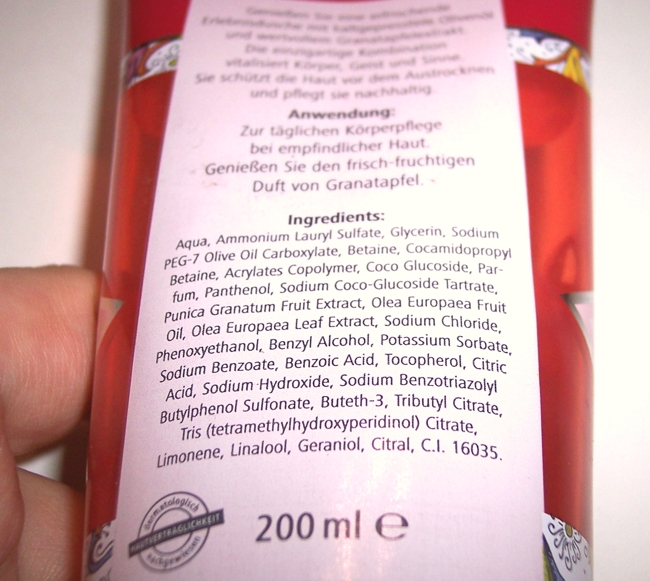 Genießen Sie eine erfrischende
Erlebnisdusche mit kaltgepresstem Olivenöl
und wertvollem Granatapfelextrakt.
Die einzigartige Kombination
vitalisiert Körper, Geist und Sinne.
Sie schützt die Haut vor dem Austrocknen
und pflegt sie nachhaltig.
Anwendung:
Zur täglichen Körperpflege
bei empfindlicher Haut.
Genießen Sie den frisch-fruchtigen
Duft von Granatapfel.
Ingredients:
Aqua, Ammonium Lauryl Sulfate, Glycerin, Sodium
PEG-7 Olive Oil Carboxylate, Betaine, Cocamidopropyl
Betaine, Acrylates Copolymer, Coco Glucoside, Par-
fum, Panthenol, Sodium Coco-Glucoside Tartrate,
Punica Granatum Fruit Extract, Olea Europaea Fruit
Oil, Olea Europaea Leaf Extract, Sodium Chloride,
Phenoxyethanol, Benzyl Alcohol, Potassium Sorbate,
Sodium Benzoate, Benzoic Acid, Tocopherol, Citric
Acid, Sodium Hydroxide, Sodium Benzotriazolyl
Butylphenol Sulfonate, Buteth-3, Tributyl Citrate,
Tris (tetramethylhydroxyperidinol) Citrate,
Limonene, Linalool, Geraniol, Citral, C.I. 16035.
dermatologisch
HAUTVERTRÄGLICHKEIT
nachgewiesen
200 ml e